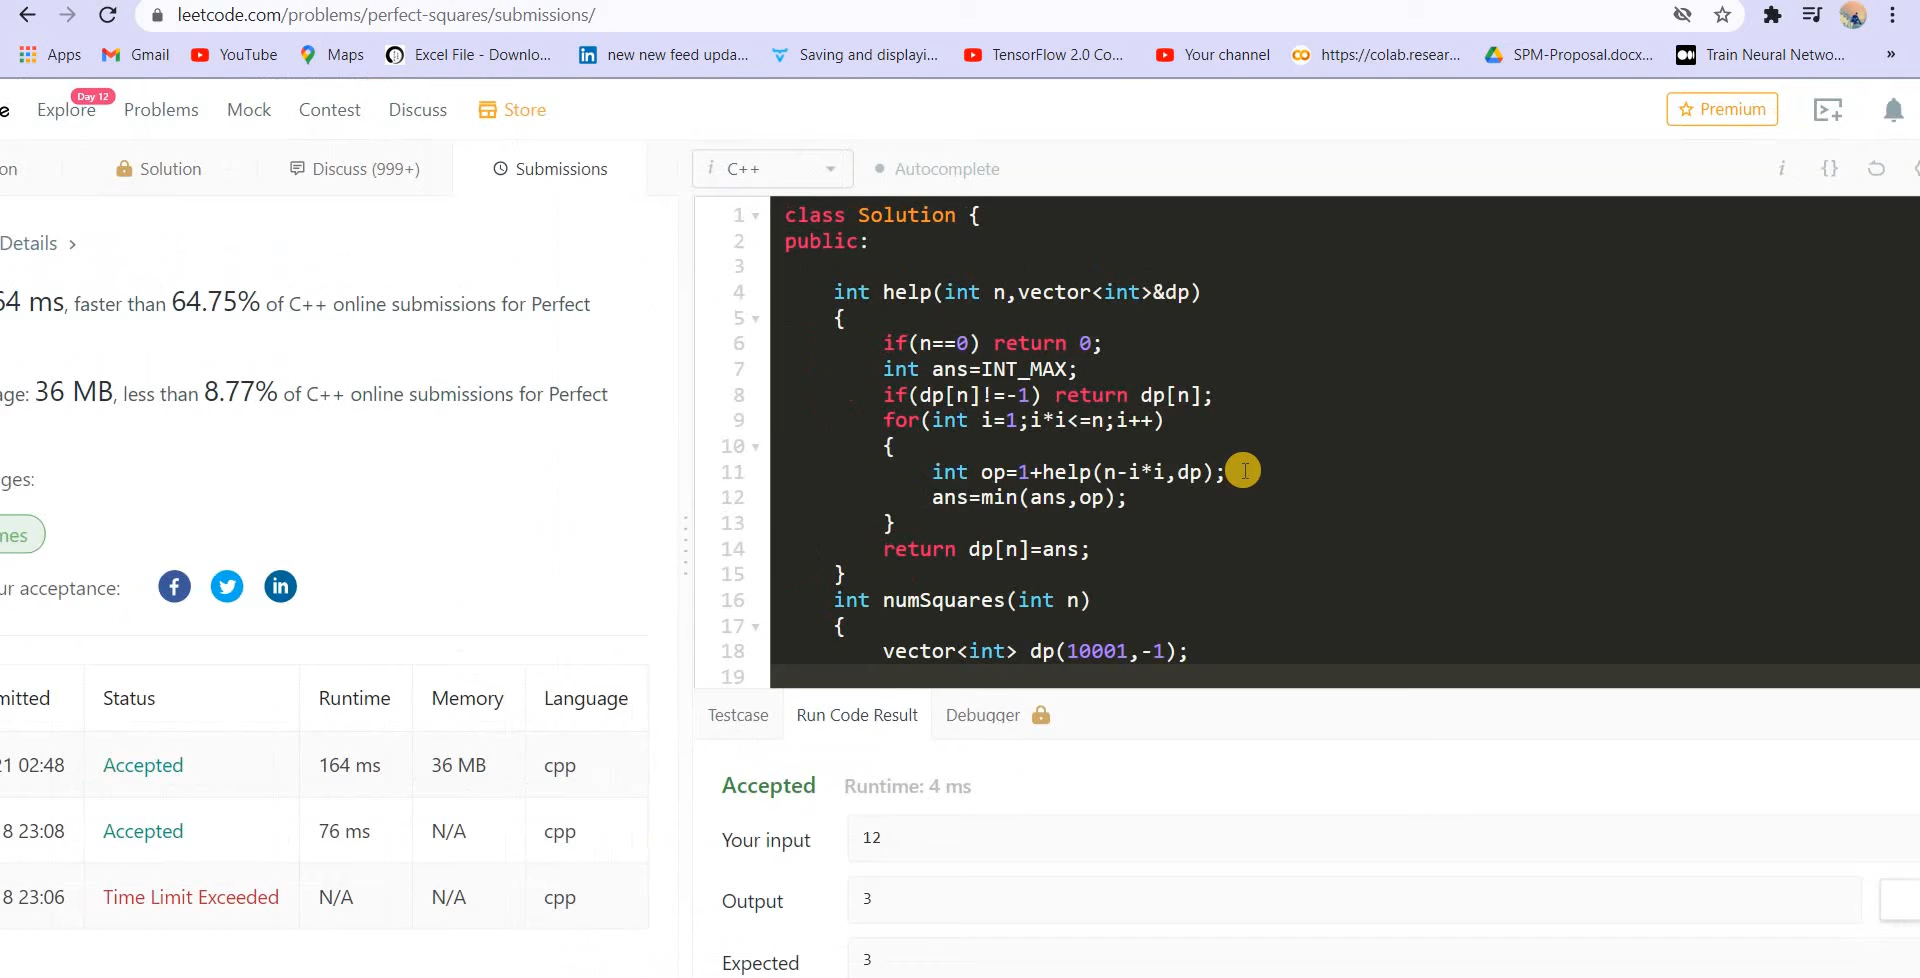 leetcode.com/problems/perfect-squares/submissions/
Apps Gmail YouTube Maps Excel File - Downlo... new new feed upda... Saving and displayi... TensorFlow 2.0 Co... Your channel https://colab.resear... SPM-Proposal.docx... Train Neural Netwo... »
e Explore Day 12 Problems Mock Contest Discuss Store Premium
on Solution Discuss (999+) Submissions
i C++ Autocomplete i {}
Details >
64 ms, faster than 64.75% of C++ online submissions for Perfect
age: 36 MB, less than 8.77% of C++ online submissions for Perfect
ges:
mes
ur acceptance:
mitted Status Runtime Memory Language
21 02:48 Accepted 164 ms 36 MB cpp
8 23:08 Accepted 76 ms N/A cpp
8 23:06 Time Limit Exceeded N/A N/A cpp
1 class Solution {
2 public:
3
4 int help(int n,vector<int>&dp)
5 {
6 if(n==0) return 0;
7 int ans=INT_MAX;
8 if(dp[n]!=-1) return dp[n];
9 for(int i=1;i*i<=n;i++)
10 {
11 int op=1+help(n-i*i,dp);
12 ans=min(ans,op);
13 }
14 return dp[n]=ans;
15 }
16 int numSquares(int n)
17 {
18 vector<int> dp(10001,-1);
19
Testcase Run Code Result Debugger
Accepted Runtime: 4 ms
Your input 12
Output 3
Expected 3